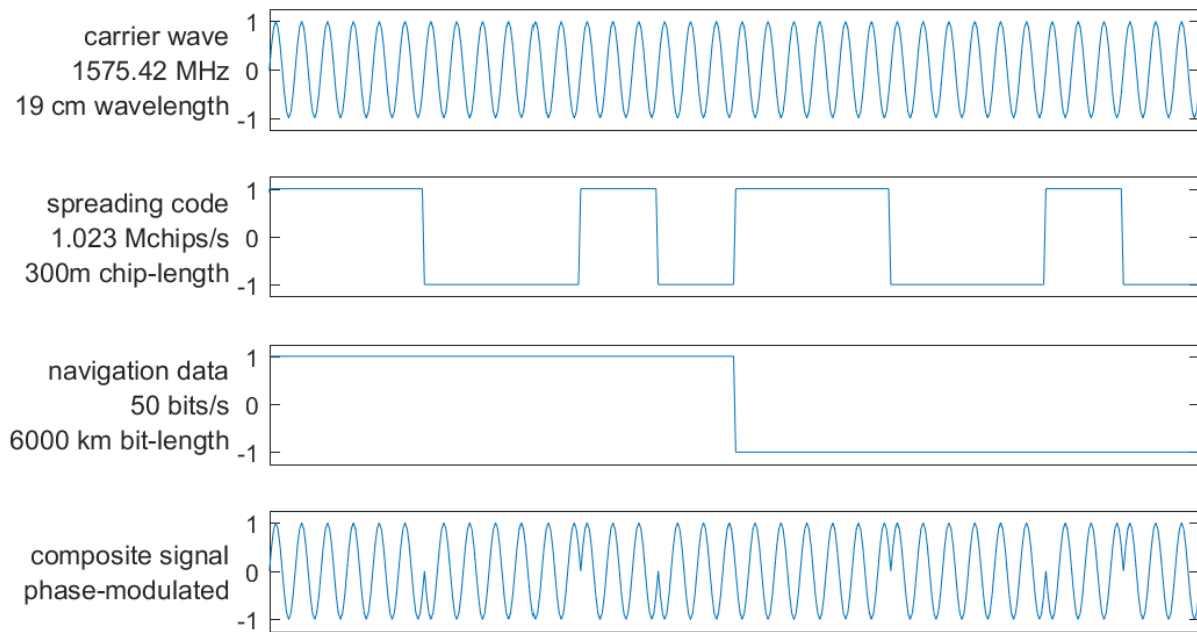 carrier wave
1575.42 MHz
19 cm wavelength
1
0
-1
spreading code
1.023 Mchips/s
300m chip-length
1
0
-1
navigation data
50 bits/s
6000 km bit-length
1
0
-1
composite signal
phase-modulated
1
0
-1